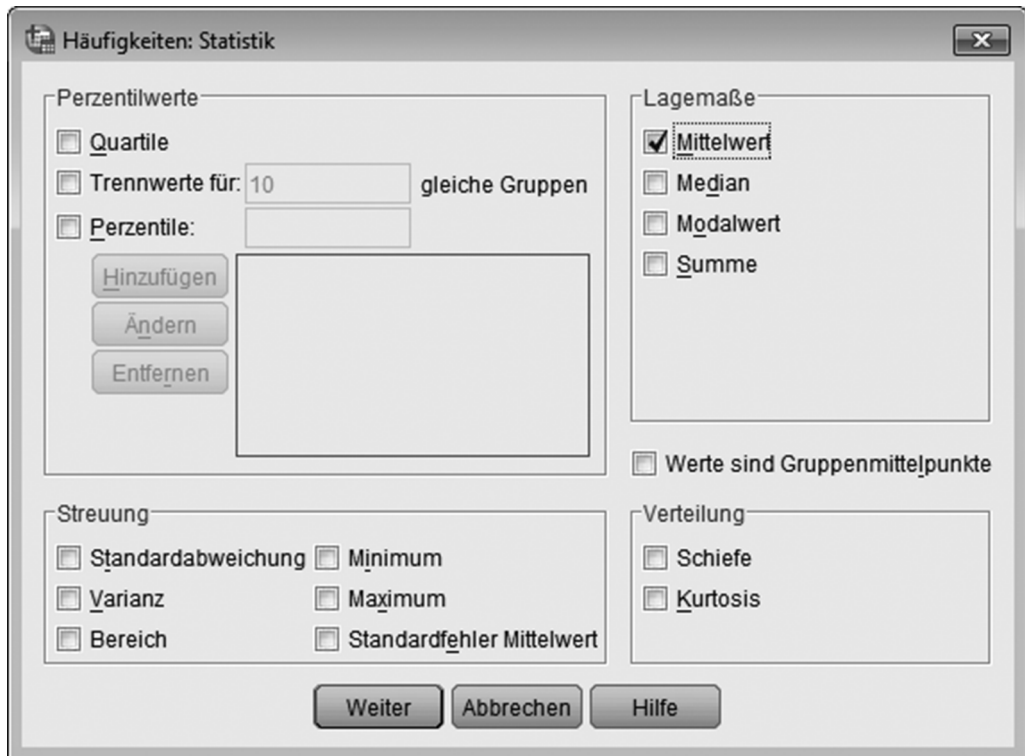 Häufigkeiten: Statistik
Perzentilwerte
Quartile
Trennwerte für: 10 gleiche Gruppen
Perzentile:
Hinzufügen
Ändern
Entfernen
Lagemaße
Mittelwert
Median
Modalwert
Summe
Werte sind Gruppenmittelpunkte
Streuung
Standardabweichung Minimum
Varianz Maximum
Bereich Standardfehler Mittelwert
Verteilung
Schiefe
Kurtosis
Weiter Abbrechen Hilfe